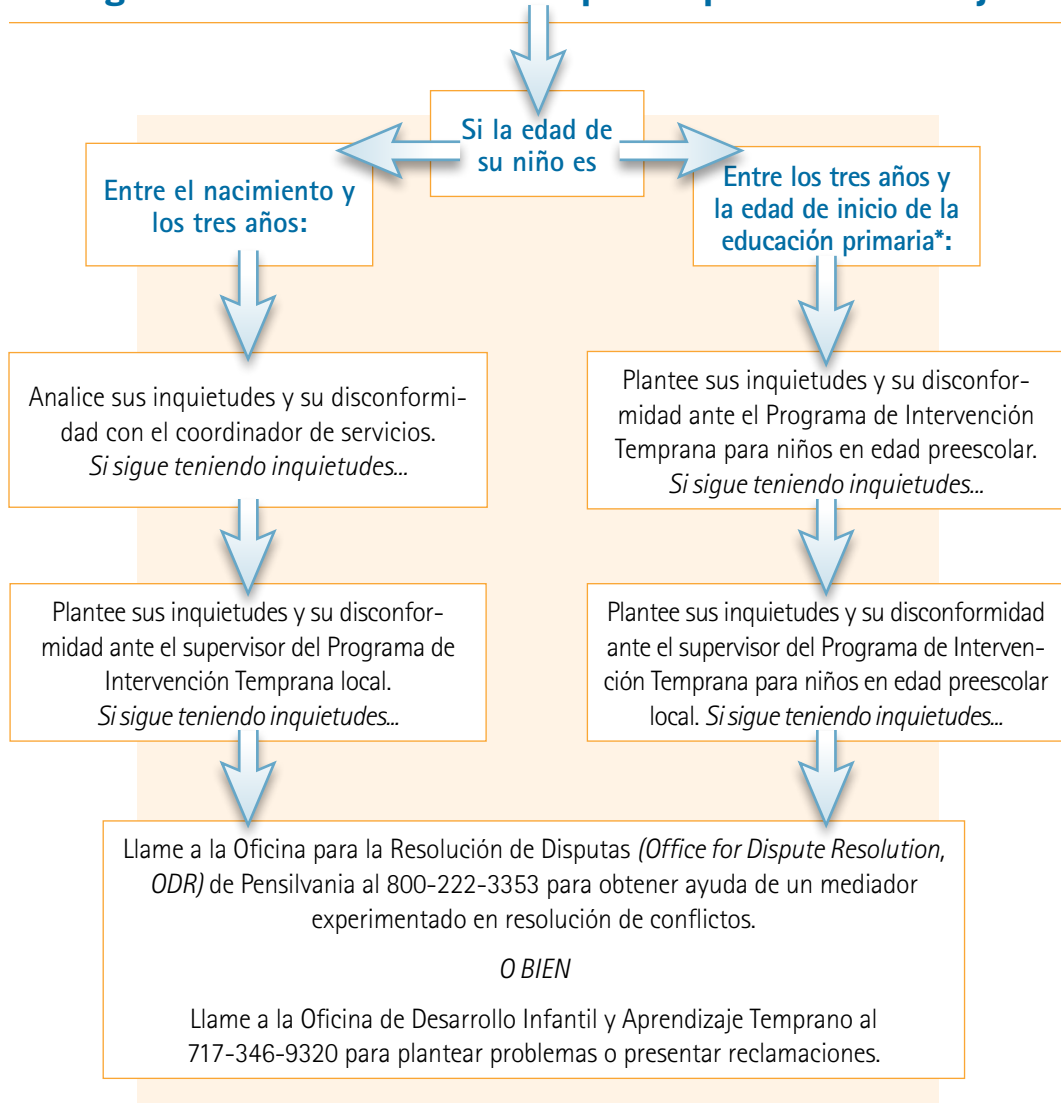 Si la edad de
su niño es
Entre el nacimiento y
los tres años:
Entre los tres años y
la edad de inicio de la
educación primaria*:
Analice sus inquietudes y su disconformi-
dad con el coordinador de servicios.
Si sigue teniendo inquietudes...
Plantee sus inquietudes y su disconfor-
midad ante el Programa de Intervención
Temprana para niños en edad preescolar.
Si sigue teniendo inquietudes...
Plantee sus inquietudes y su disconfor-
midad ante el supervisor del Programa de
Intervención Temprana local.
Si sigue teniendo inquietudes...
Plantee sus inquietudes y su disconformidad
ante el supervisor del Programa de Interven-
ción Temprana para niños en edad preescolar
local. Si sigue teniendo inquietudes...
Llame a la Oficina para la Resolución de Disputas (Office for Dispute Resolution,
ODR) de Pensilvania al 800-222-3353 para obtener ayuda de un mediador
experimentado en resolución de conflictos.
O BIEN
Llame a la Oficina de Desarrollo Infantil y Aprendizaje Temprano al
717-346-9320 para plantear problemas o presentar reclamaciones.